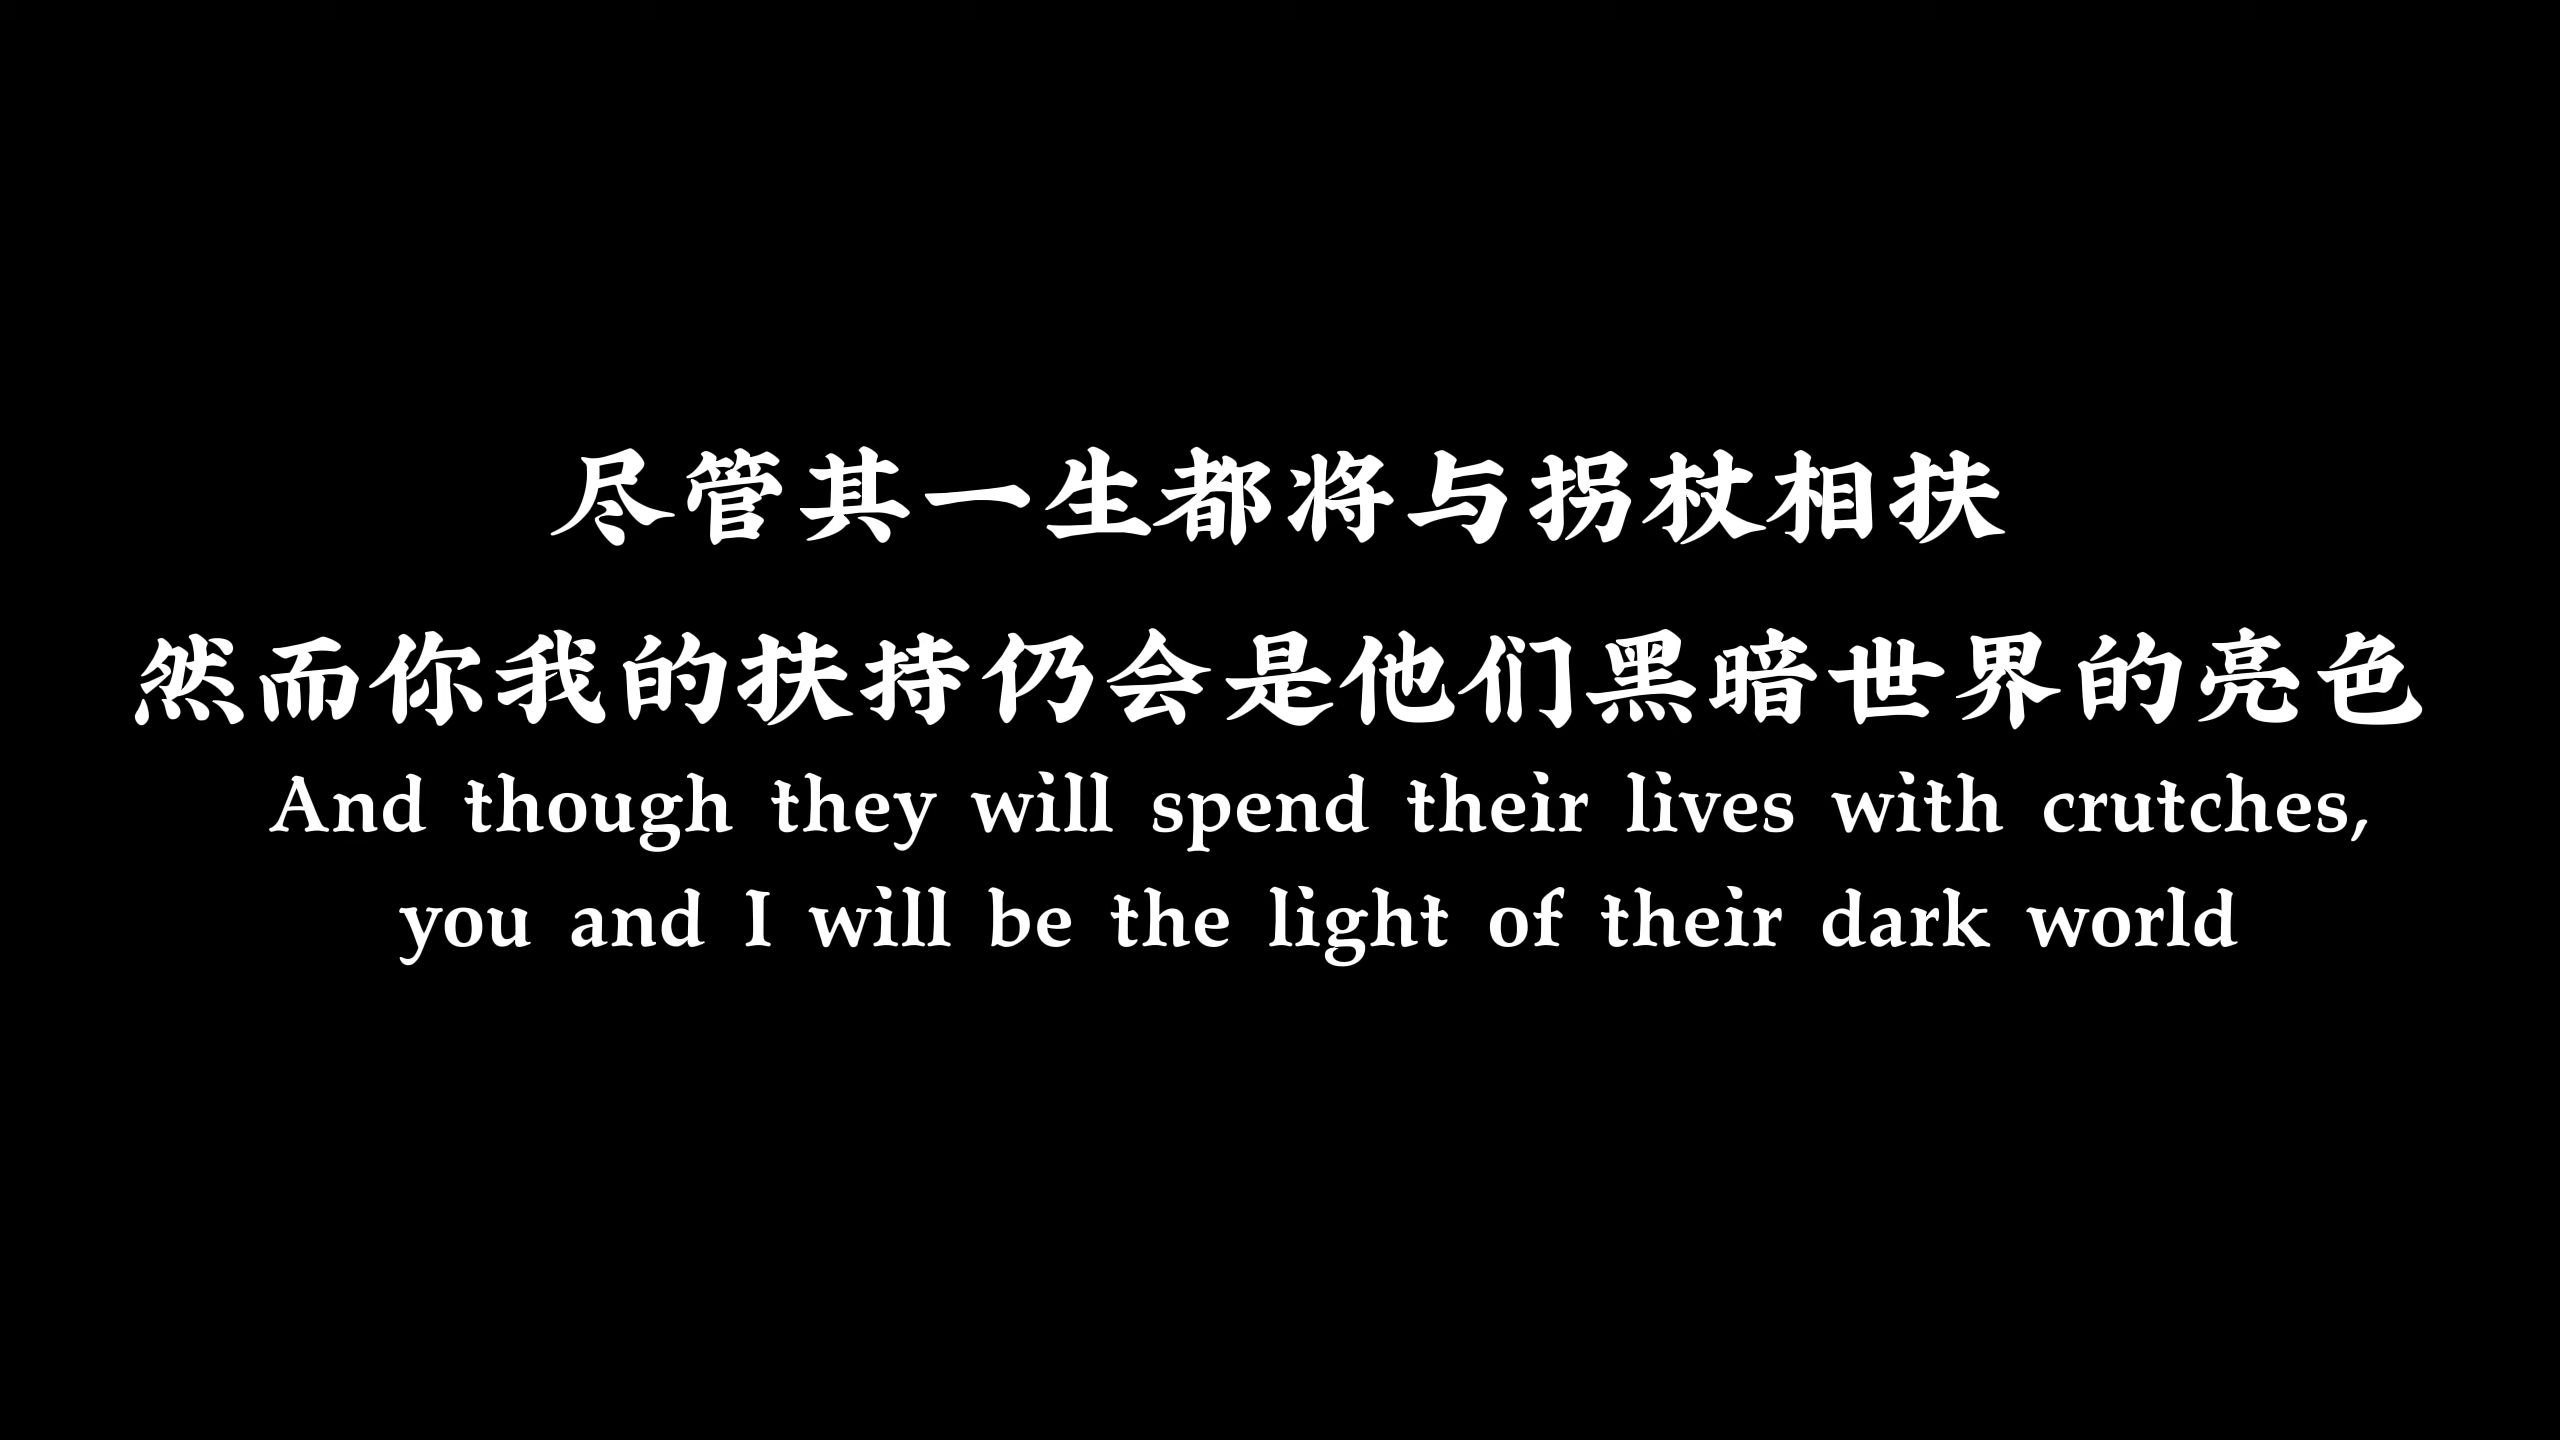 尽管其一生都将与拐杖相扶
然而你我的扶持仍会是他们黑暗世界的亮色
And though they will spend their lives with crutches,
you and I will be the light of their dark world